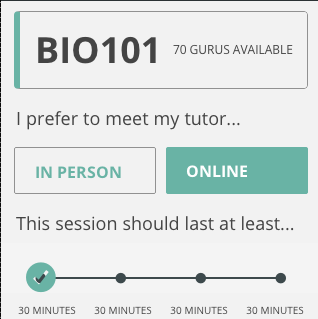 BIO101 70 GURUS AVAILABLE
I prefer to meet my tutor...
IN PERSON ONLINE
This session should last at least...
30 MINUTES 30 MINUTES 30 MINUTES 30 MINUTES